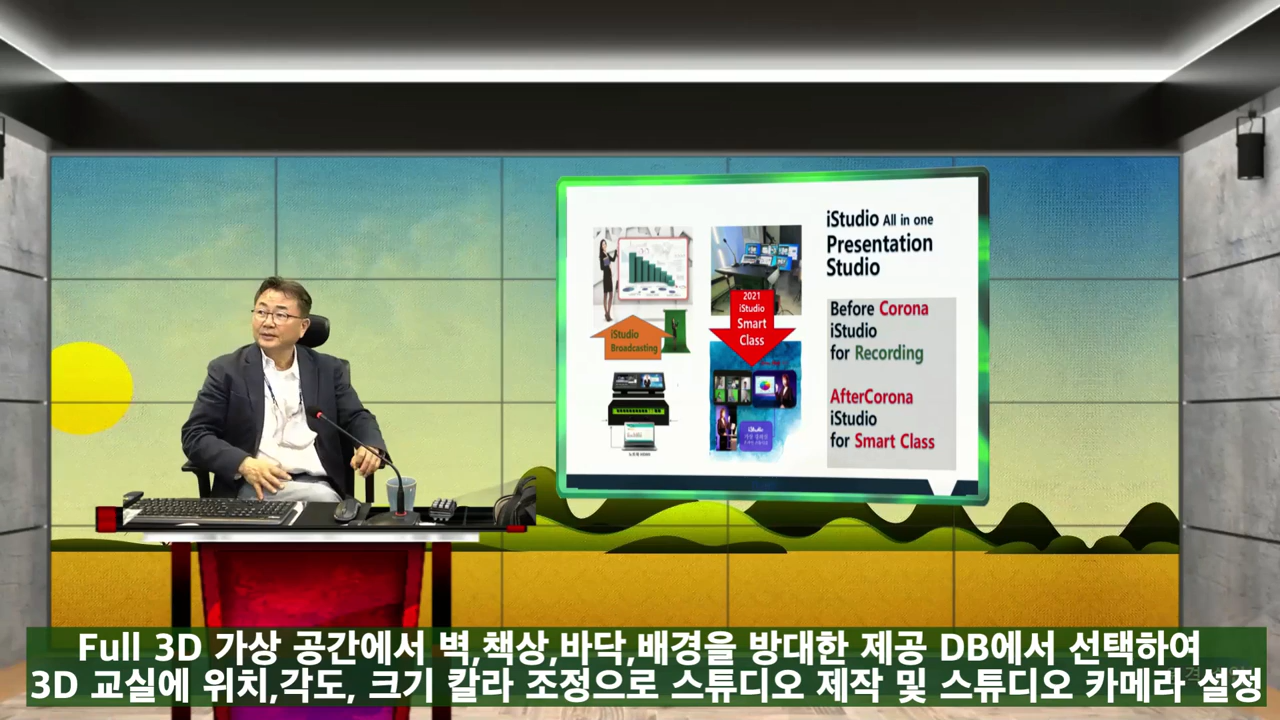 iStudio All in one
Presentation
Studio
2021
iStudio
Smart
Class
iStudio
Broadcasting
Before Corona
iStudio
for Recording
AfterCorona
iStudio
for Smart Class
iStudio
Full 3D 가상 공간에서 벽,책상,바닥,배경을 방대한 제공 DB에서 선택하여
3D 교실에 위치,각도, 크기 칼라 조정으로 스튜디오 제작 및 스튜디오 카메라 설정